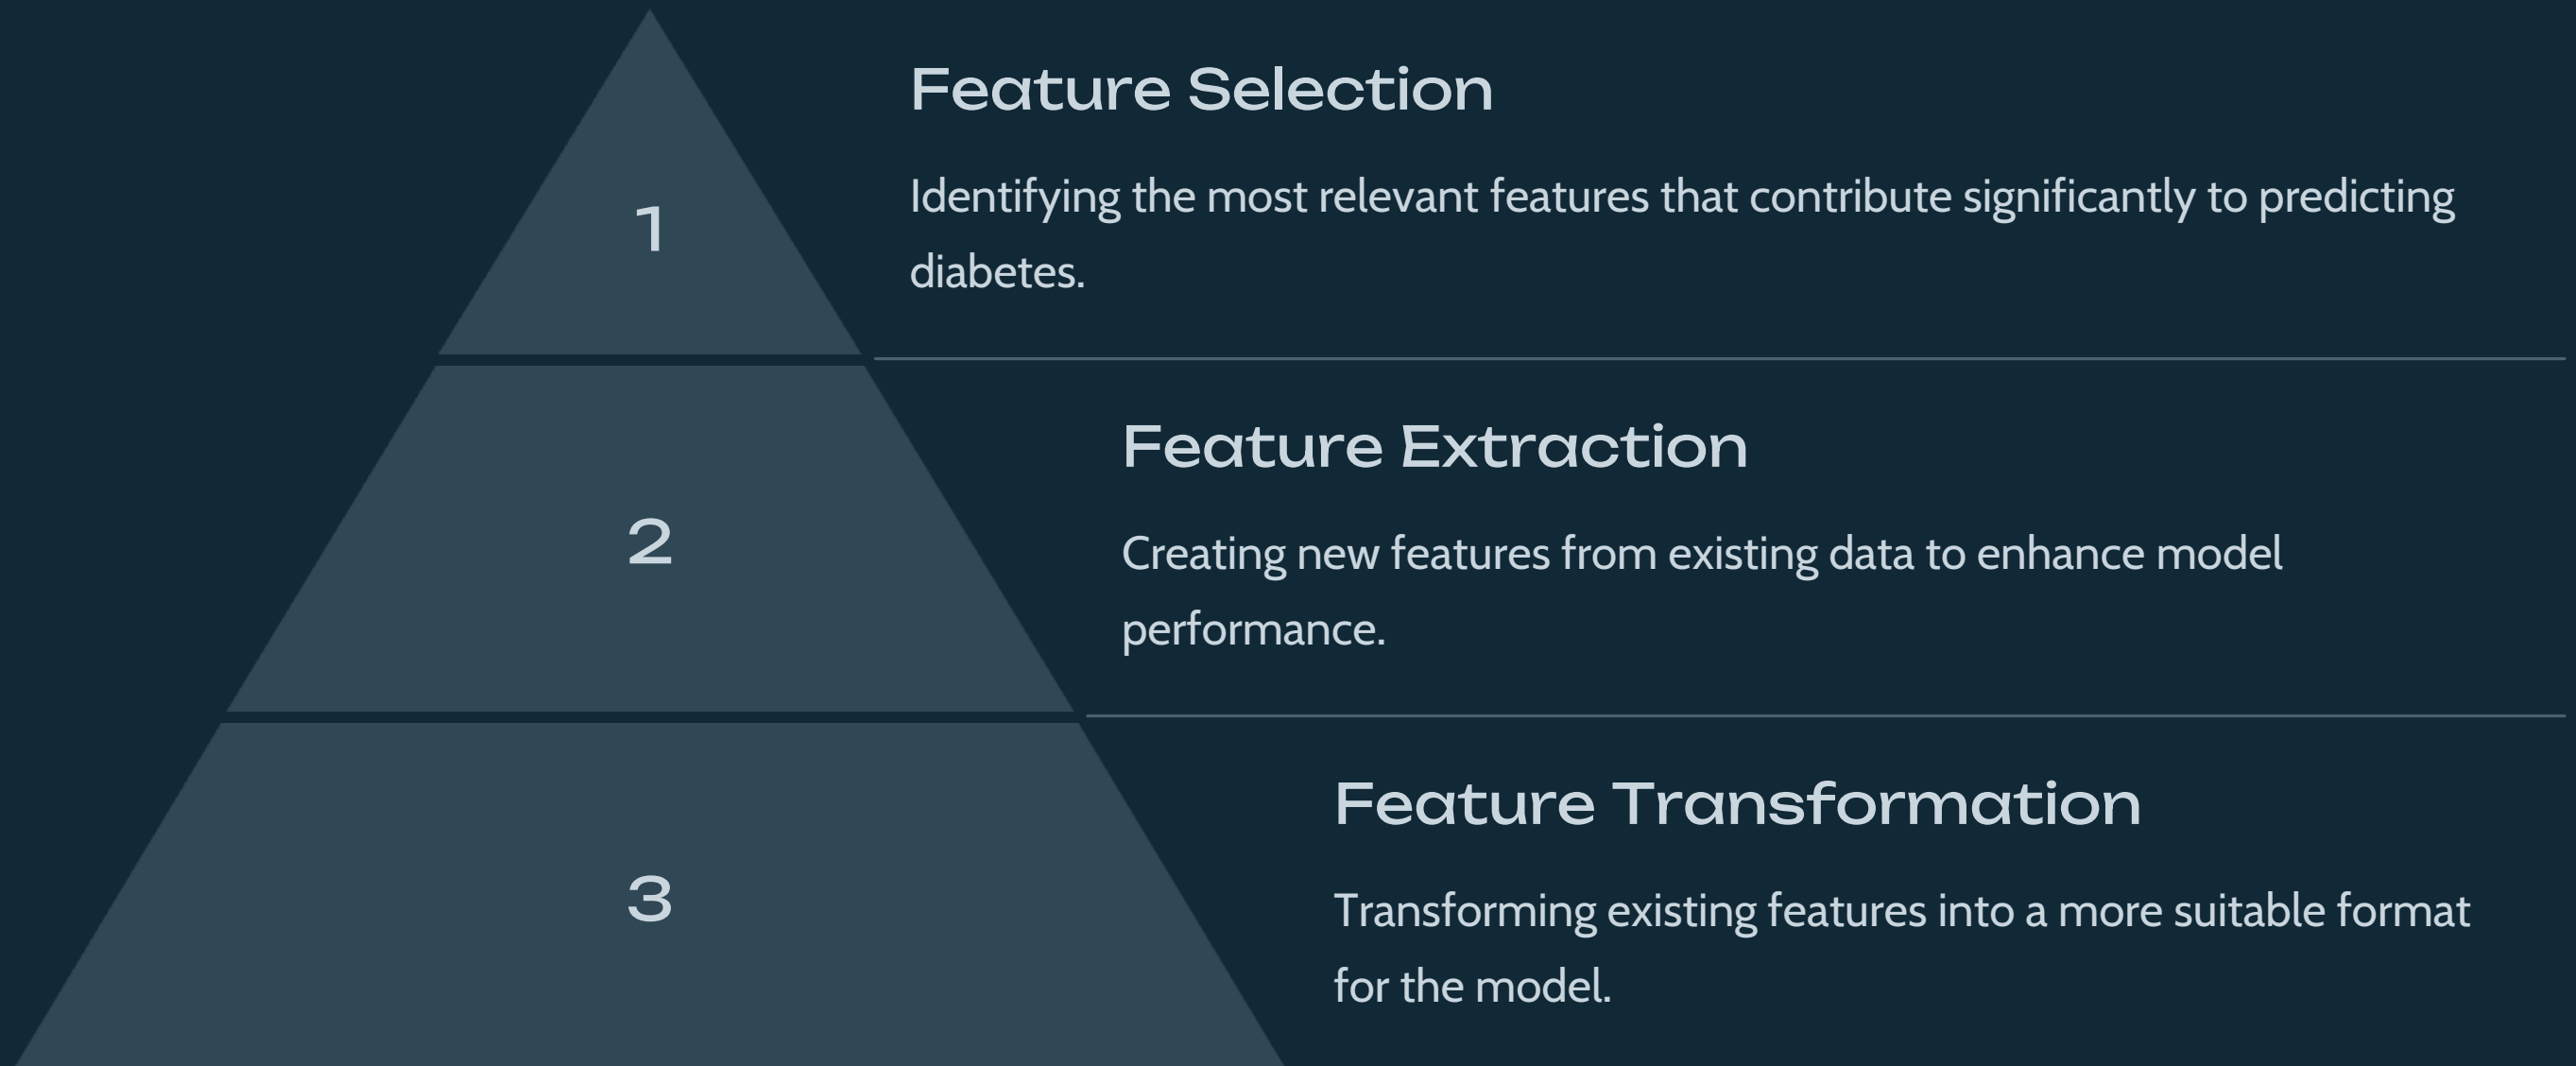 1
Feature Selection
Identifying the most relevant features that contribute significantly to predicting
diabetes.
2
Feature Extraction
Creating new features from existing data to enhance model
performance.
3
Feature Transformation
Transforming existing features into a more suitable format
for the model.